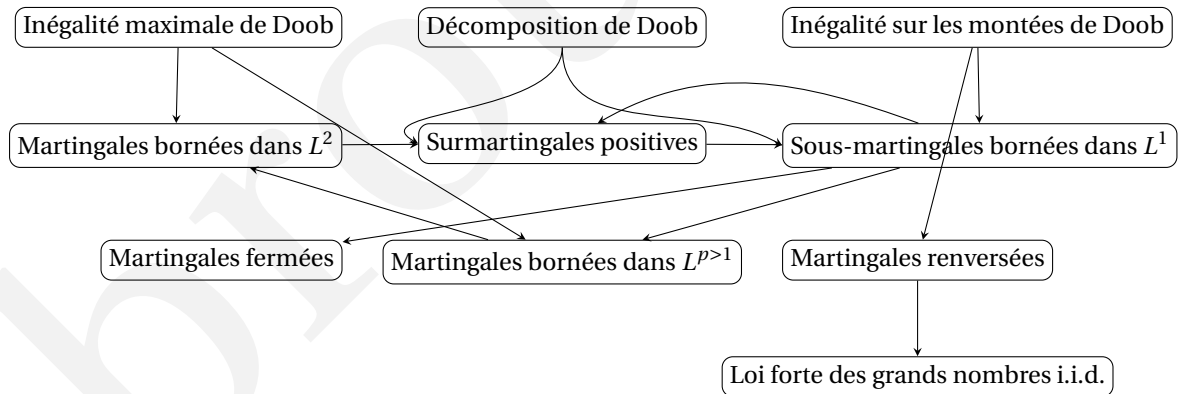 Inégalité maximale de Doob
Décomposition de Doob
Inégalité sur les montées de Doob
Martingales bornées dans L²
Surmartingales positives
Sous-martingales bornées dans L¹
Martingales fermées
Martingales bornées dans Lᵖ>¹
Martingales renversées
Loi forte des grands nombres i.i.d.